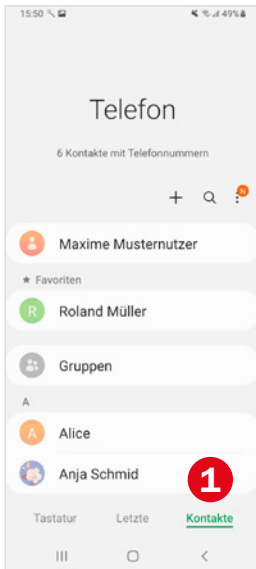 15:50 49%
Telefon
6 Kontakte mit Telefonnummern
N
Maxime Musternutzer
★ Favoriten
R Roland Müller
Gruppen
A
A Alice
Anja Schmid
1
Tastatur Letzte Kontakte